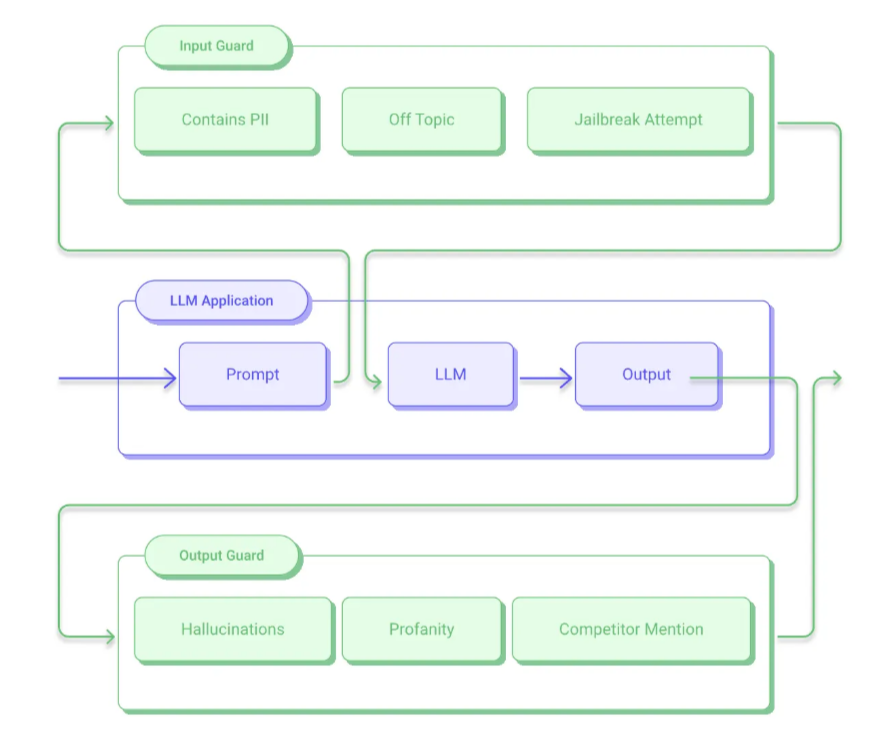 Input Guard
Contains PII
Off Topic
Jailbreak Attempt
LLM Application
Prompt
LLM
Output
Output Guard
Hallucinations
Profanity
Competitor Mention